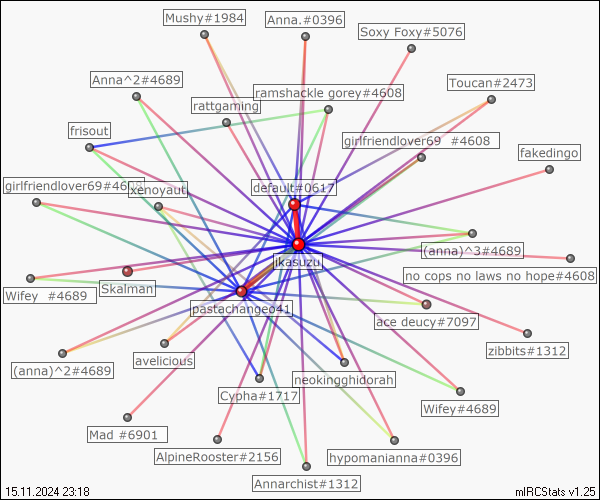 Mushy#1984
Anna.#0396
Soxy Foxy#5076
Anna^2#4689
ramshackle gorey#4608
Toucan#2473
rattgaming
frisout
girlfriendlover69 #4608
fakedingo
girlfriendlover69#4608
xenoyaut
default#0617
(anna)^3#4689
jkasuzu
no cops no laws no hope#4608
Skalman
Wifey #4689
pastachangeo41
ace deucy#7097
zibbits#1312
avelicious
(anna)^2#4689
neokingghidorah
Cypha#1717
Wifey#4689
Mad #6901
AlpineRooster#2156
hypomanianna#0396
Annarchist#1312
15.11.2024 23:18
mIRCStats v1.25